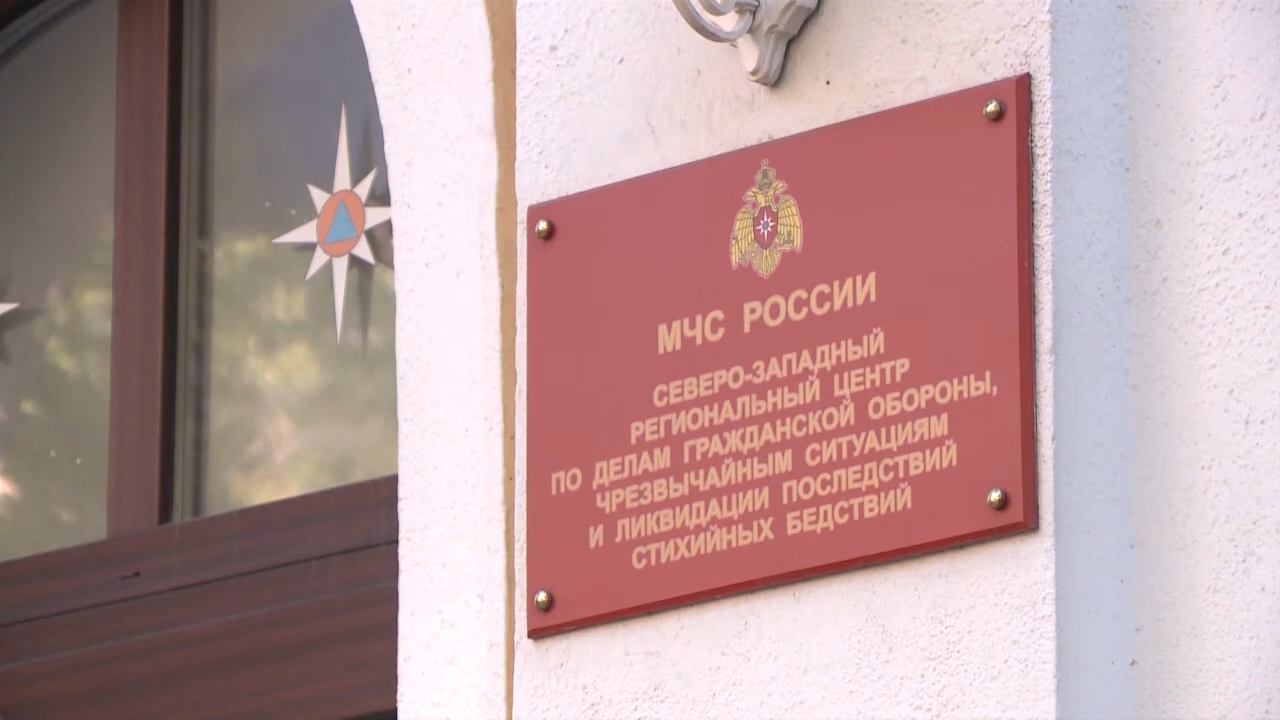 МЧС РОССИИ
СЕВЕРО-ЗАПАДНЫЙ
РЕГИОНАЛЬНЫЙ ЦЕНТР
ПО ДЕЛАМ ГРАЖДАНСКОЙ ОБОРОНЫ,
ЧРЕЗВЫЧАЙНЫМ СИТУАЦИЯМ
И ЛИКВИДАЦИИ ПОСЛЕДСТВИЙ
СТИХИЙНЫХ БЕДСТВИЙ